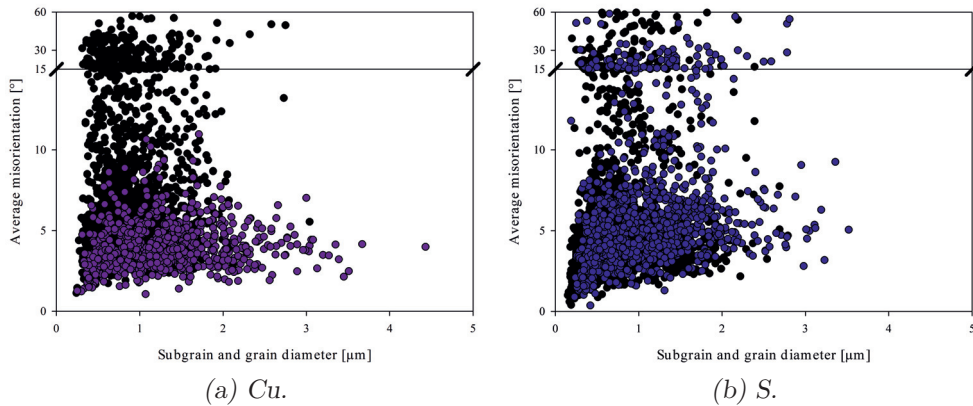 60
30
15
10
5
0
Average misorientation [°]
0 1 2 3 4 5
Subgrain and grain diameter [µm]
(a) Cu.
60
30
15
10
5
0
Average misorientation [°]
0 1 2 3 4 5
Subgrain and grain diameter [µm]
(b) S.